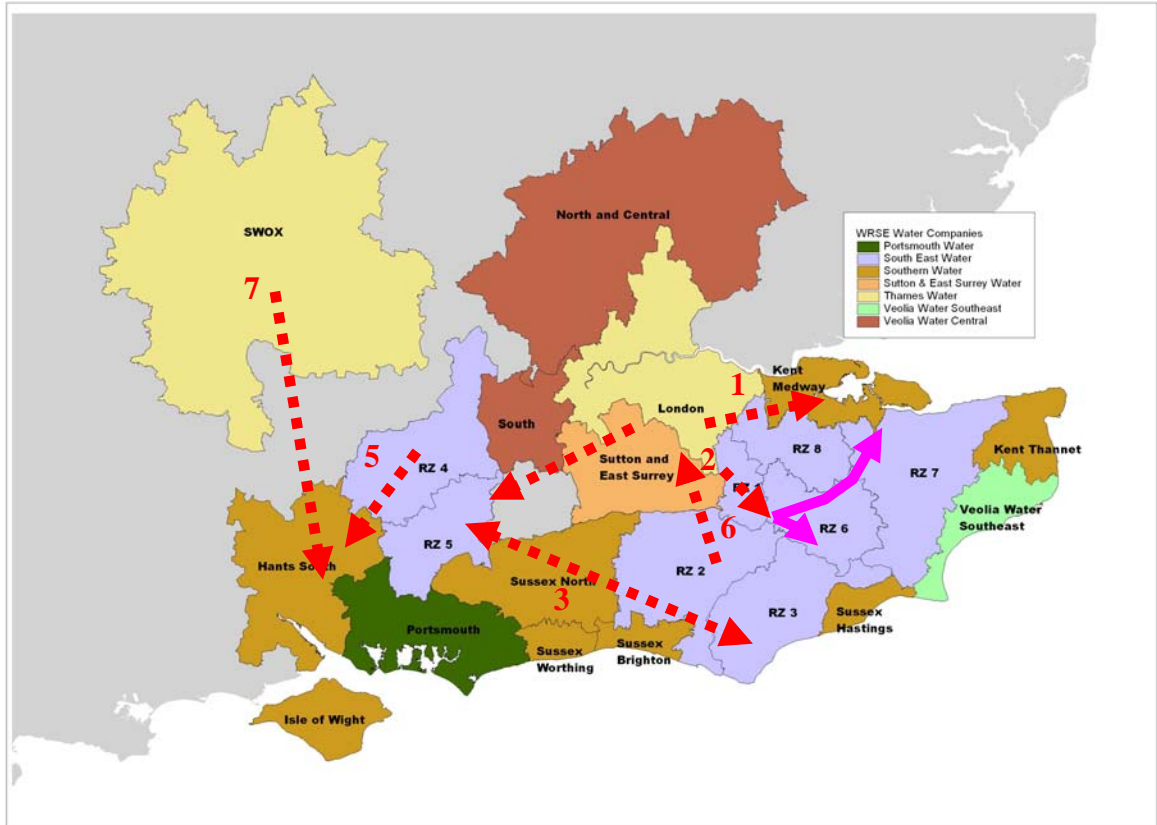 North and Central
SWOX
WRSE Water Companies
Portsmouth Water
South East Water
Southern Water
Sutton & East Surrey Water
Thames Water
Veolia Water Southeast
Veolia Water Central
7
Kent
Medway
1
London
South
5
RZ 4
Sutton and
East Surrey
2
RZ 8
RZ 7
Kent Thannet
RZ
6
RZ 6
Veolia Water
Southeast
RZ 5
Hants South
RZ 2
Sussex North
3
RZ 3
Sussex
Hastings
Portsmouth
Sussex
Worthing
Sussex
Brighton
Isle of Wight